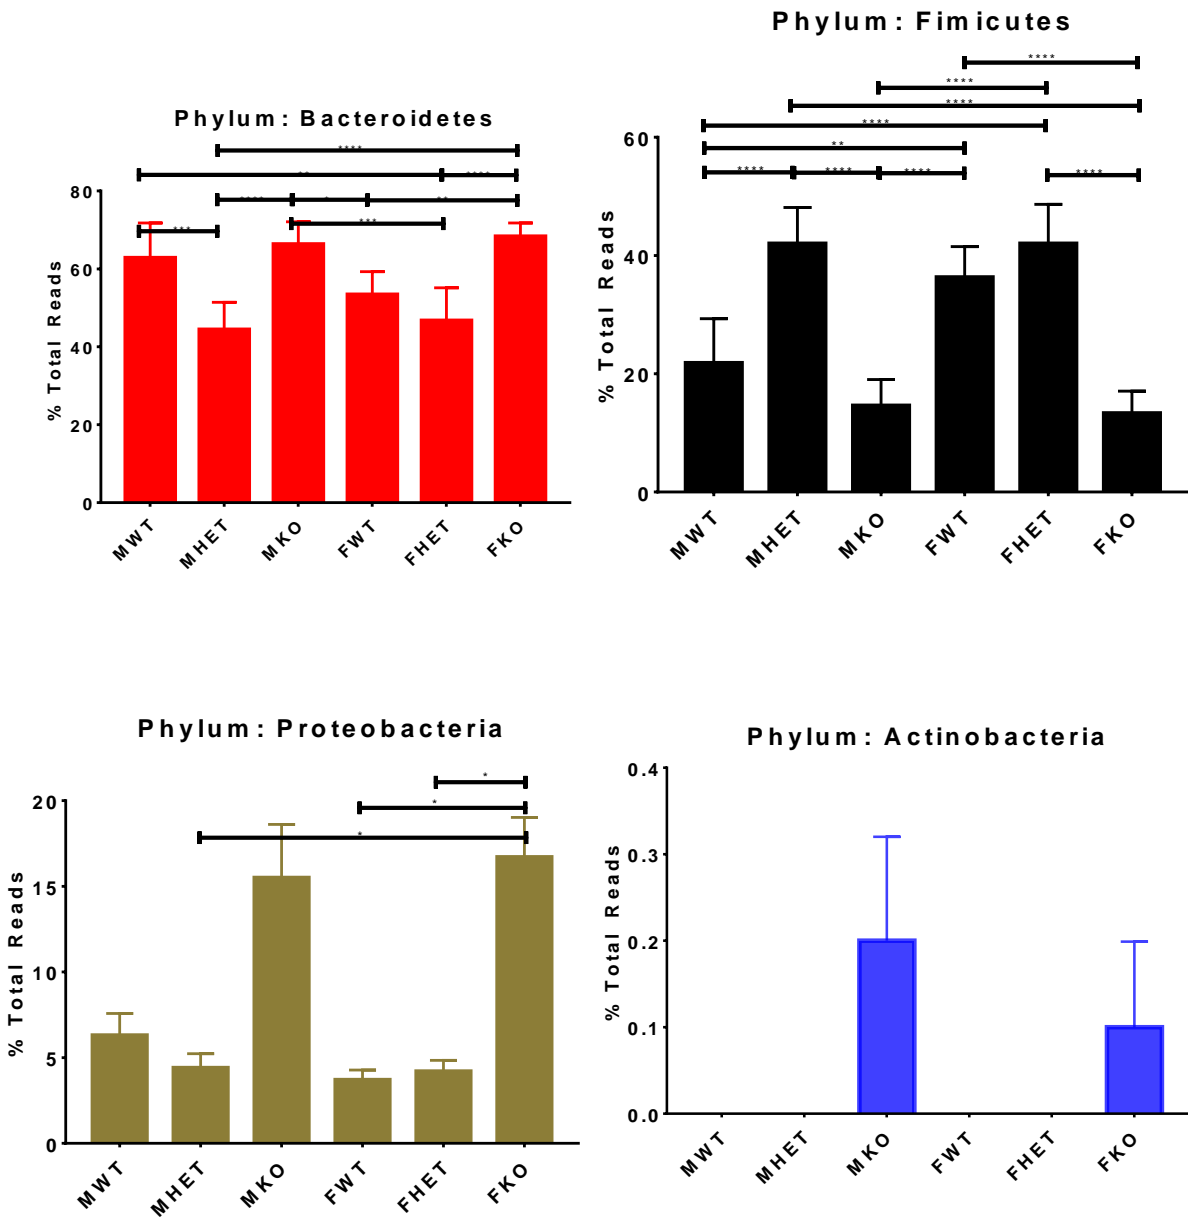 Phylum: Bacteroidetes
****
** ****
**** * **
*** ***
% Total Reads
80
60
40
20
0
MWT MHET MKO FWT FHET FKO
Phylum: Fimicutes
****
****
****
****
**
**** **** **** ****
% Total Reads
60
40
20
0
MWT MHET MKO FWT FHET FKO
Phylum: Proteobacteria
*
*
*
% Total Reads
20
15
10
5
0
MWT MHET MKO FWT FHET FKO
Phylum: Actinobacteria
% Total Reads
0.4
0.3
0.2
0.1
0.0
MWT MHET MKO FWT FHET FKO